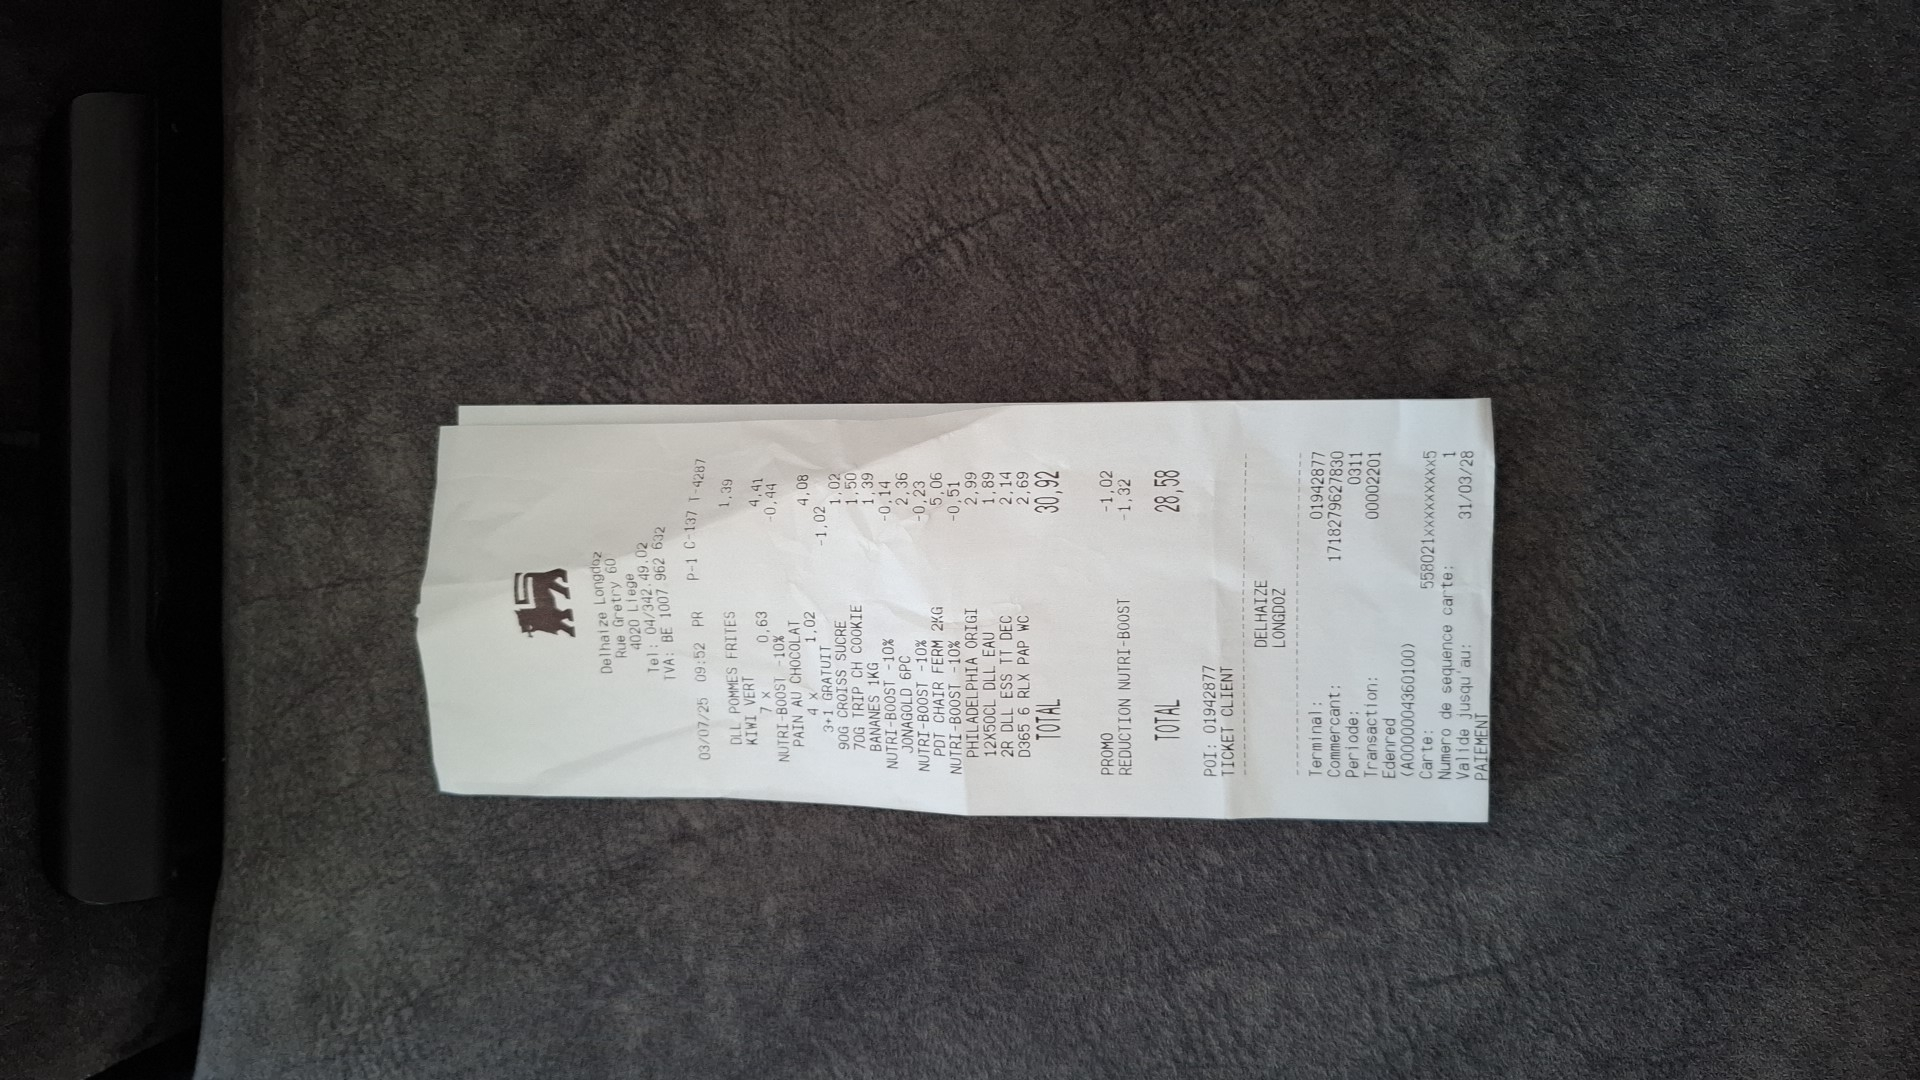 Delhaize Longdoz
Rue Gretry 60
4020 Liege
Tel: 04/342.49.02
TVA: BE 1007 962 632
03/07/25 09:52 PR P-1 C-137 T-4287
DLL POMMES FRITES 1,39
KIWI VERT
7 x 0.63 4,41
NUTRI-BOOST -10% -0,44
PAIN AU CHOCOLAT
4 x 1.02 4,08
3+1 GRATUIT -1,02
90G CROISS SUCRE 1,02
70G TRIP CH COOKIE 1,50
BANANES 1KG 1,39
NUTRI-BOOST -10% -0,14
JONAGOLD 6PC 2,36
NUTRI-BOOST -10% -0,23
PDT CHAIR FERM 2KG 5,06
NUTRI-BOOST -10% -0,51
PHILADELPHIA ORIGI 2,99
12X50CL DLL EAU 1,89
2R DLL ESS TT DEC 2,14
D365 6 RLX PAP WC 2,69
TOTAL 30,92
PROMO -1,02
REDUCTION NUTRI-BOOST -1,32
TOTAL 28,58
POI: 01942877
TICKET CLIENT
DELHAIZE
LONGDOZ
Terminal: 01942877
Commercant: 171827962​7830
Periode: 0311
Transaction: 00002201
Edenred
(A0000000436​0100)
Carte: 558021xxxxxxxxxxxx5
Numero de sequence carte: 1
Valide jusqu'au: 31/03/28
PAIEMENT